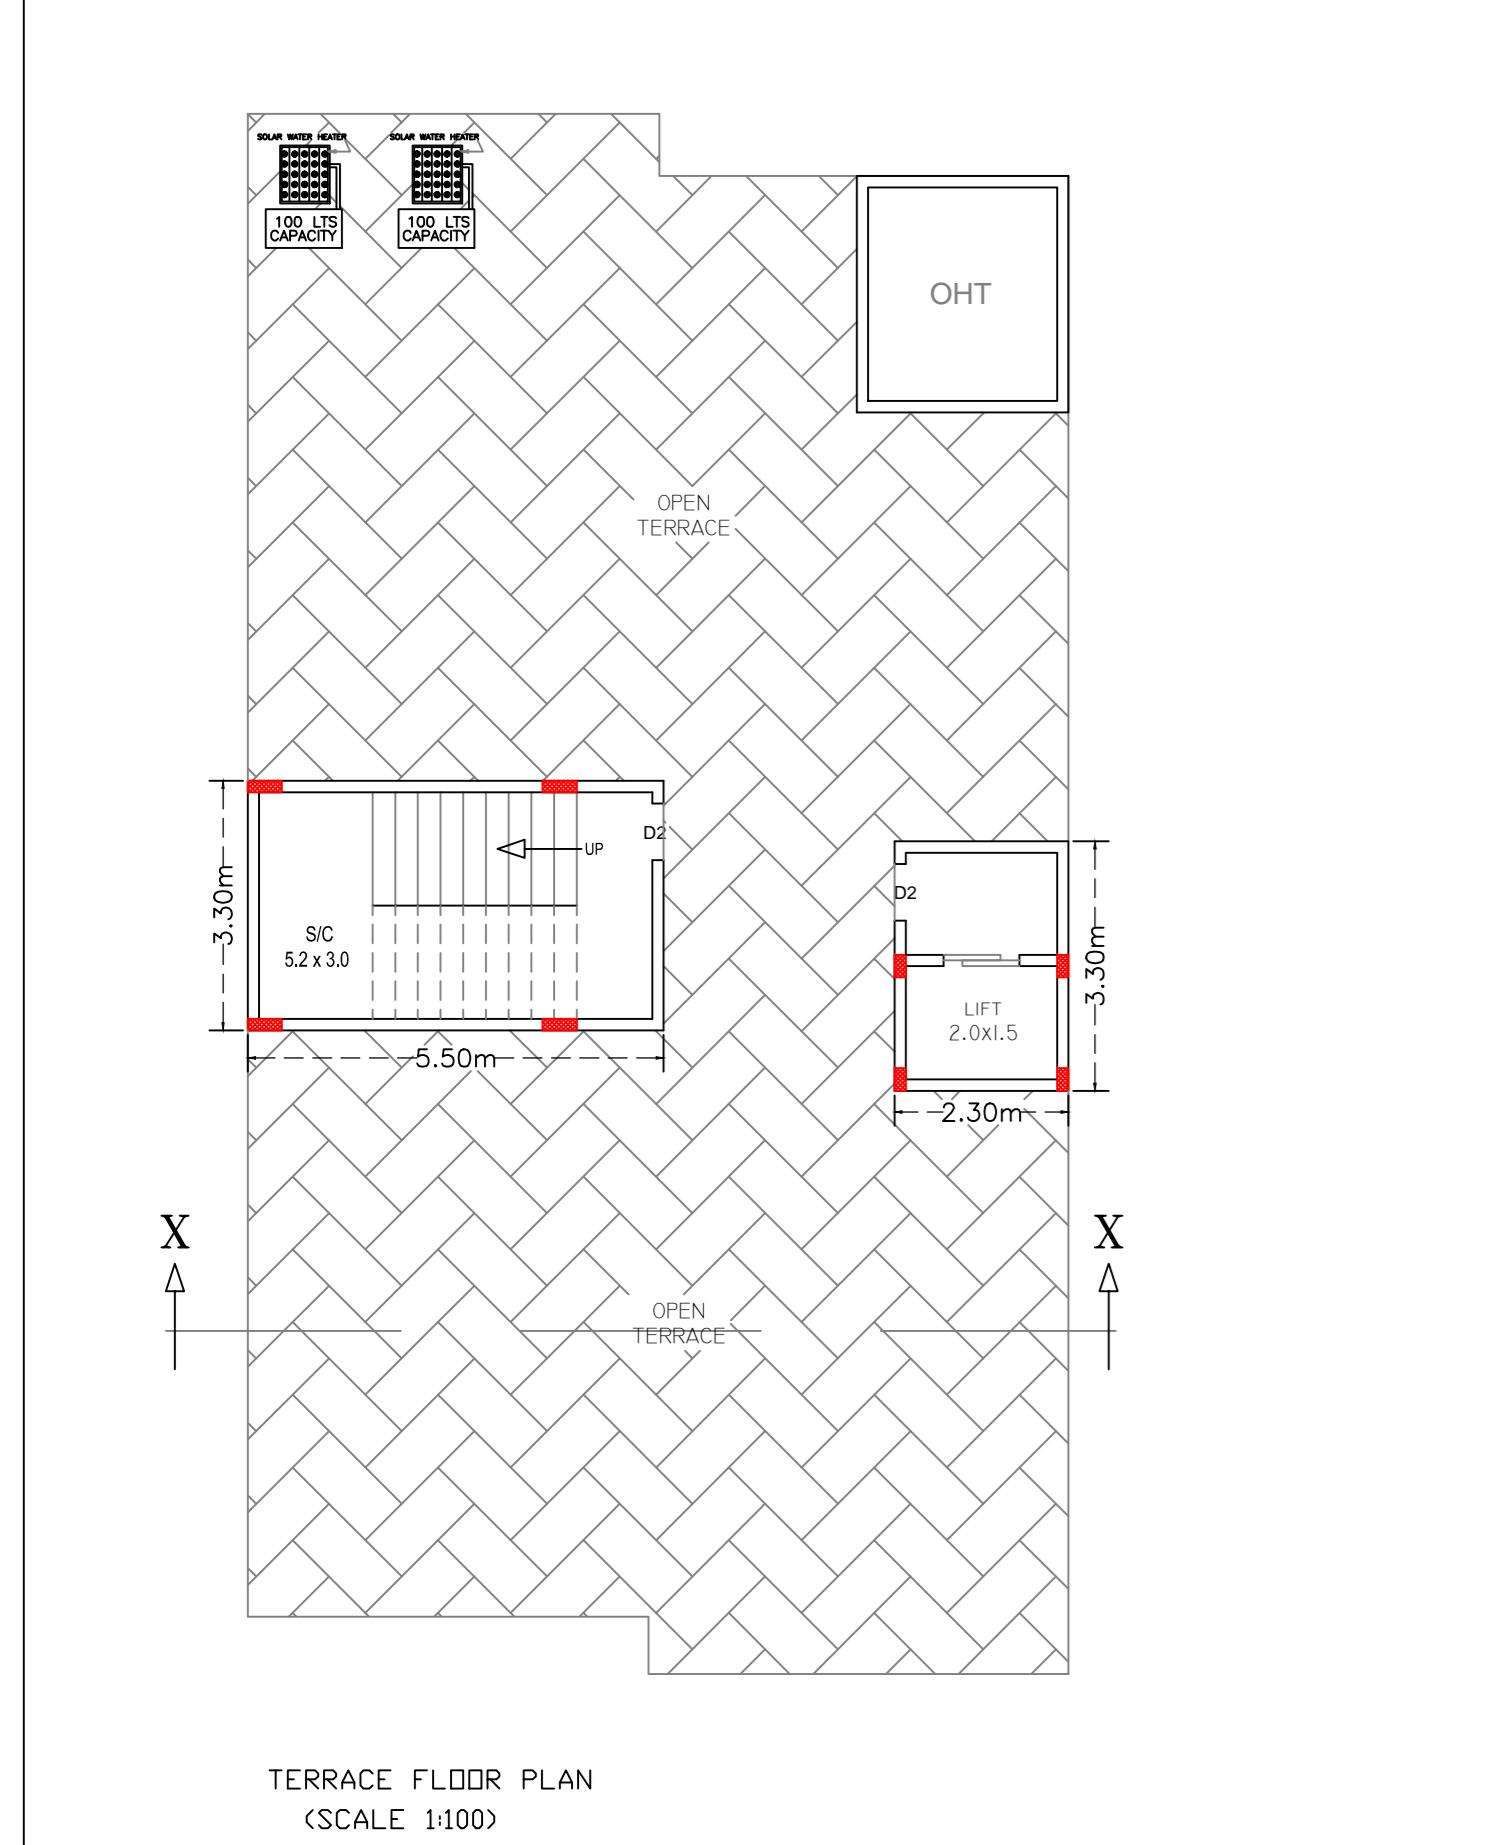 SOLAR WATER HEATER
SOLAR WATER HEATER
100 LTS
CAPACITY
100 LTS
CAPACITY
OHT
OPEN
TERRACE
D2
UP
3.30m
S/C
5.2 x 3.0
5.50m
D2
3.30m
LIFT
2.0x1.5
2.30m
X
X
OPEN
TERRACE
TERRACE FLOOR PLAN
(SCALE 1:100)